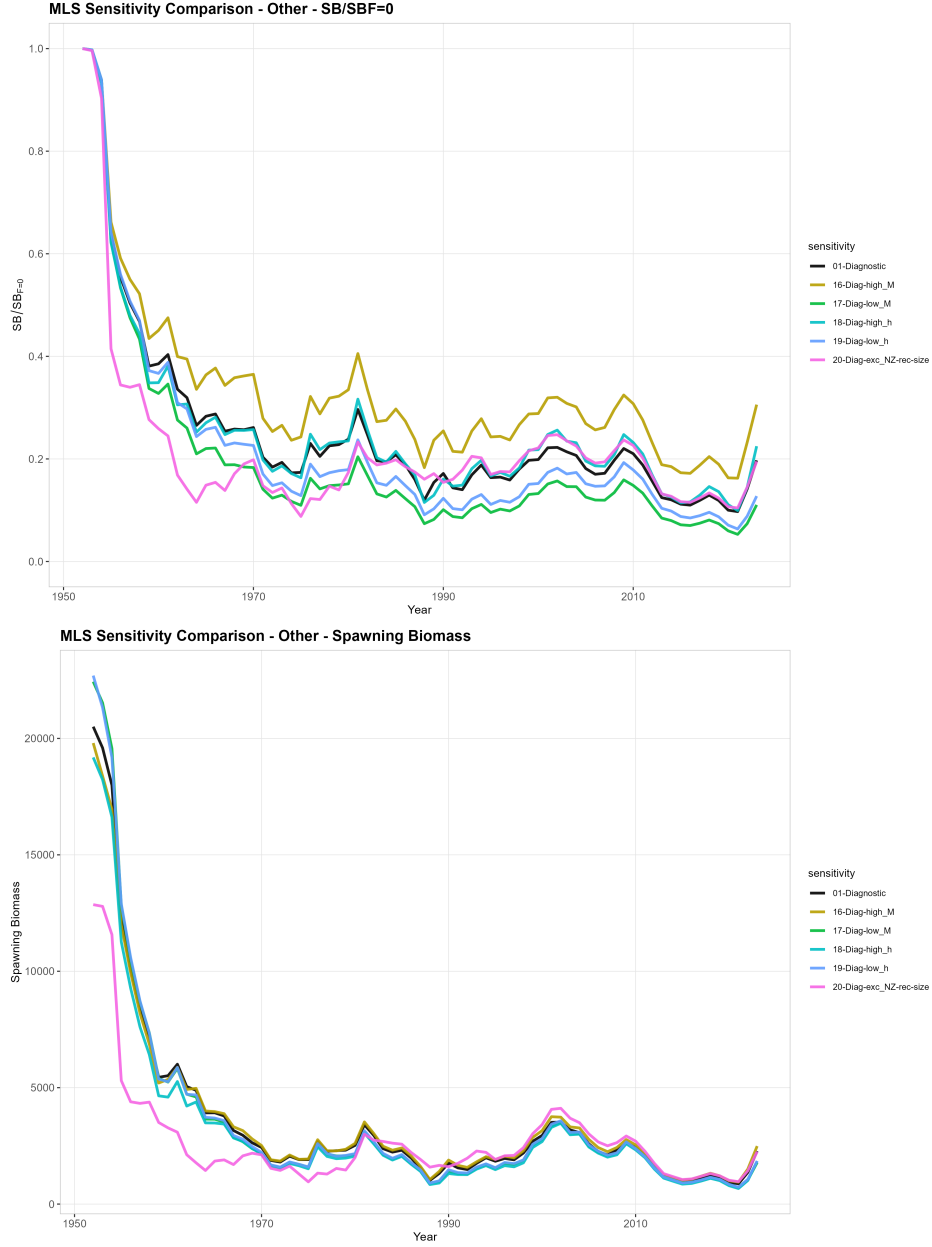 MLS Sensitivity Comparison - Other - SB/SBF=0
1.0
0.8
0.6
0.4
0.2
0.0
SB/SBF=0
1950
1970
1990
2010
Year
sensitivity
01-Diagnostic
16-Diag-high_M
17-Diag-low_M
18-Diag-high_h
19-Diag-low_h
20-Diag-exc_NZ-rec-size
MLS Sensitivity Comparison - Other - Spawning Biomass
20000
15000
10000
5000
0
Spawning Biomass
1950
1970
1990
2010
Year
sensitivity
01-Diagnostic
16-Diag-high_M
17-Diag-low_M
18-Diag-high_h
19-Diag-low_h
20-Diag-exc_NZ-rec-size